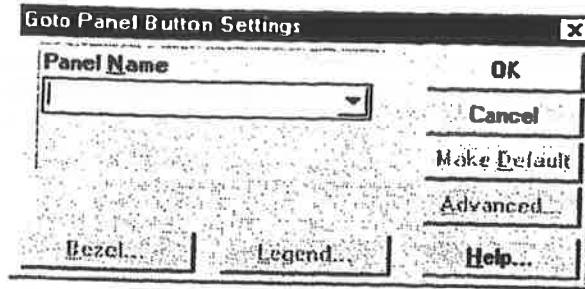 Goto Panel Button Settings
Panel Name
OK
Cancel
Make Default
Advanced...
Bezel...
Legend...
Help...